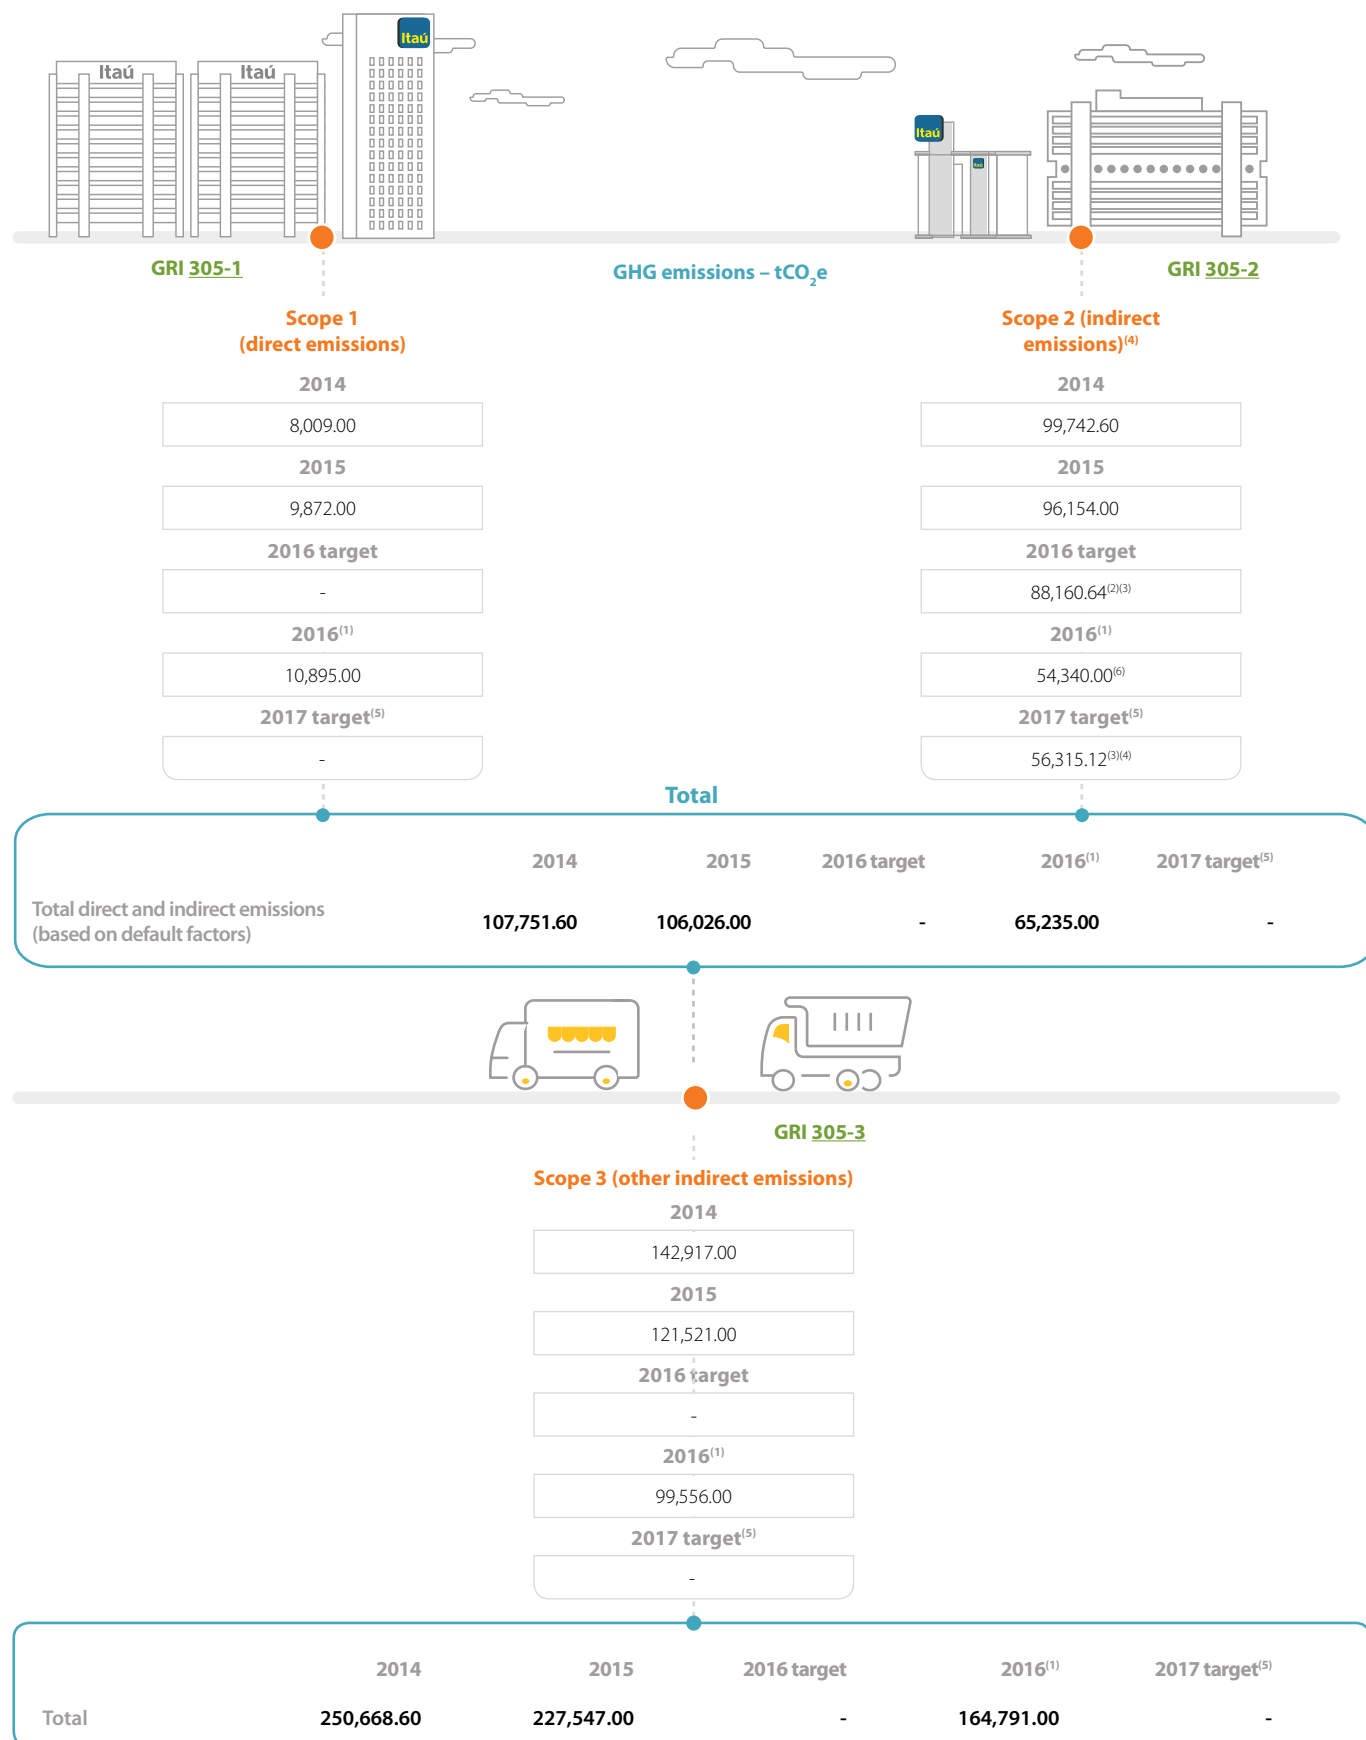 Itaú
Itaú
Itaú
Itaú
Itaú
GRI 305-1
GHG emissions – tCO₂e
GRI 305-2
Scope 1
(direct emissions)
2014
8,009.00
2015
9,872.00
2016 target
-
2016(1)
10,895.00
2017 target(5)
-
Scope 2 (indirect
emissions)(4)
2014
99,742.60
2015
96,154.00
2016 target
88,160.64(2)(3)
2016(1)
54,340.00(6)
2017 target(5)
56,315.12(3)(4)
Total
2014 2015 2016 target 2016(1) 2017 target(5)
Total direct and indirect emissions
(based on default factors) 107,751.60 106,026.00 - 65,235.00 -
GRI 305-3
Scope 3 (other indirect emissions)
2014
142,917.00
2015
121,521.00
2016 target
-
2016(1)
99,556.00
2017 target(5)
-
2014 2015 2016 target 2016(1) 2017 target(5)
Total 250,668.60 227,547.00 - 164,791.00 -